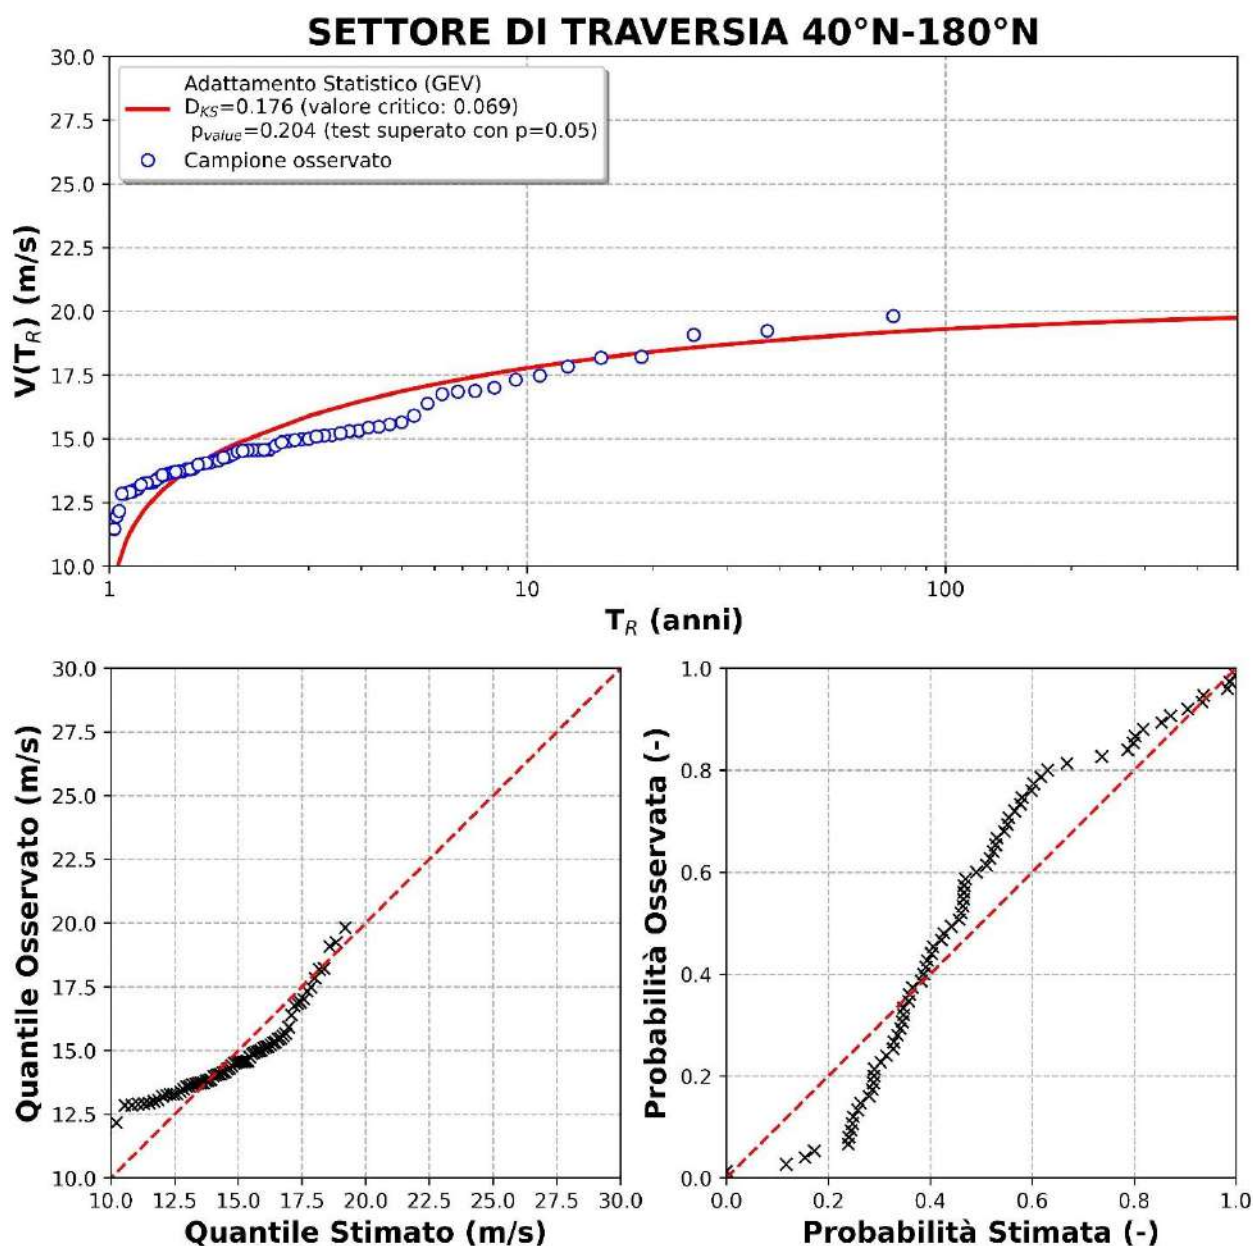 SETTORE DI TRAVERSIA 40°N-180°N
30.0
27.5
25.0
22.5
20.0
17.5
15.0
12.5
10.0
V(T_R) (m/s)
Adattamento Statistico (GEV)
D_KS=0.176 (valore critico: 0.069)
p_value=0.204 (test superato con p=0.05)
Campione osservato
1
10
100
T_R (anni)
30.0
27.5
25.0
22.5
20.0
17.5
15.0
12.5
10.0
Quantile Osservato (m/s)
10.0 12.5 15.0 17.5 20.0 22.5 25.0 27.5 30.0
Quantile Stimato (m/s)
1.0
0.8
0.6
0.4
0.2
0.0
Probabilità Osservata (-)
0.0 0.2 0.4 0.6 0.8 1.0
Probabilità Stimata (-)